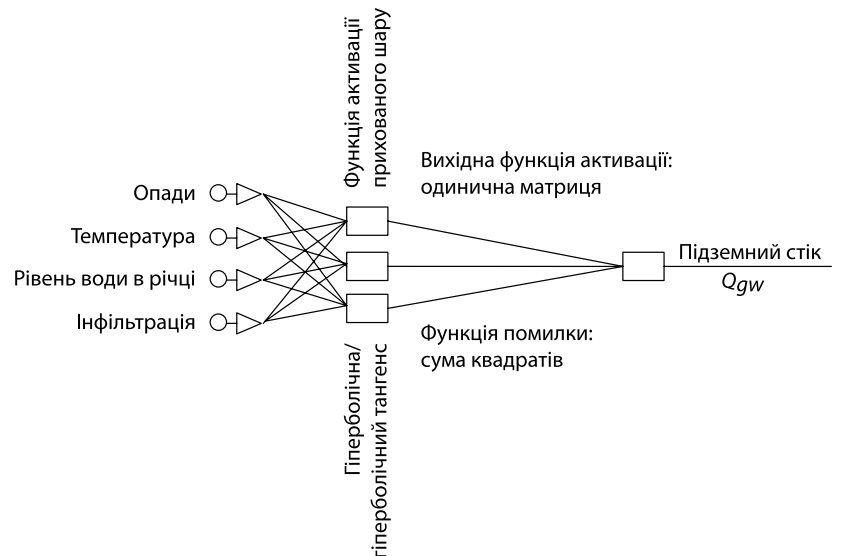 Функція активації
прихованого шару
Вихідна функція активації:
одинична матриця
Опади
Температура
Рівень води в річці
Інфільтрація
Підземний стік
Qgw
Функція помилки:
сума квадратів
Гіперболічна/
гіперболічний тангенс